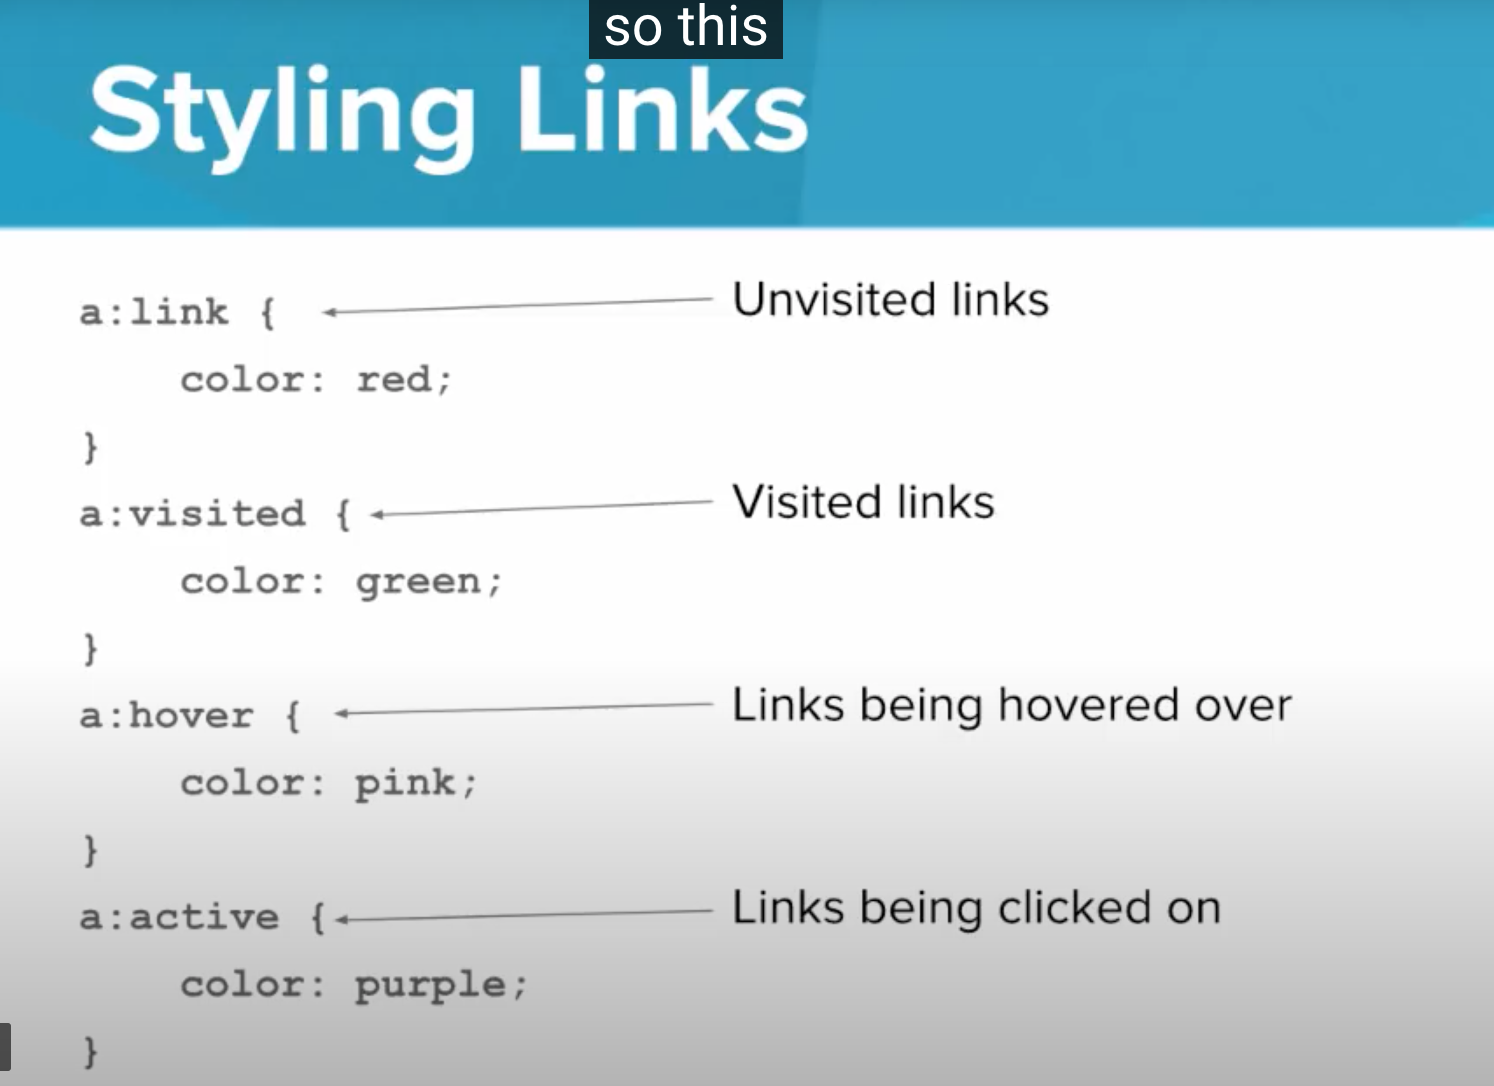 so this
Styling Links
a:link {
Unvisited links
color: red;
}
a:visited {
Visited links
color: green;
}
a:hover {
Links being hovered over
color: pink;
}
a:active {
Links being clicked on
color: purple;
}